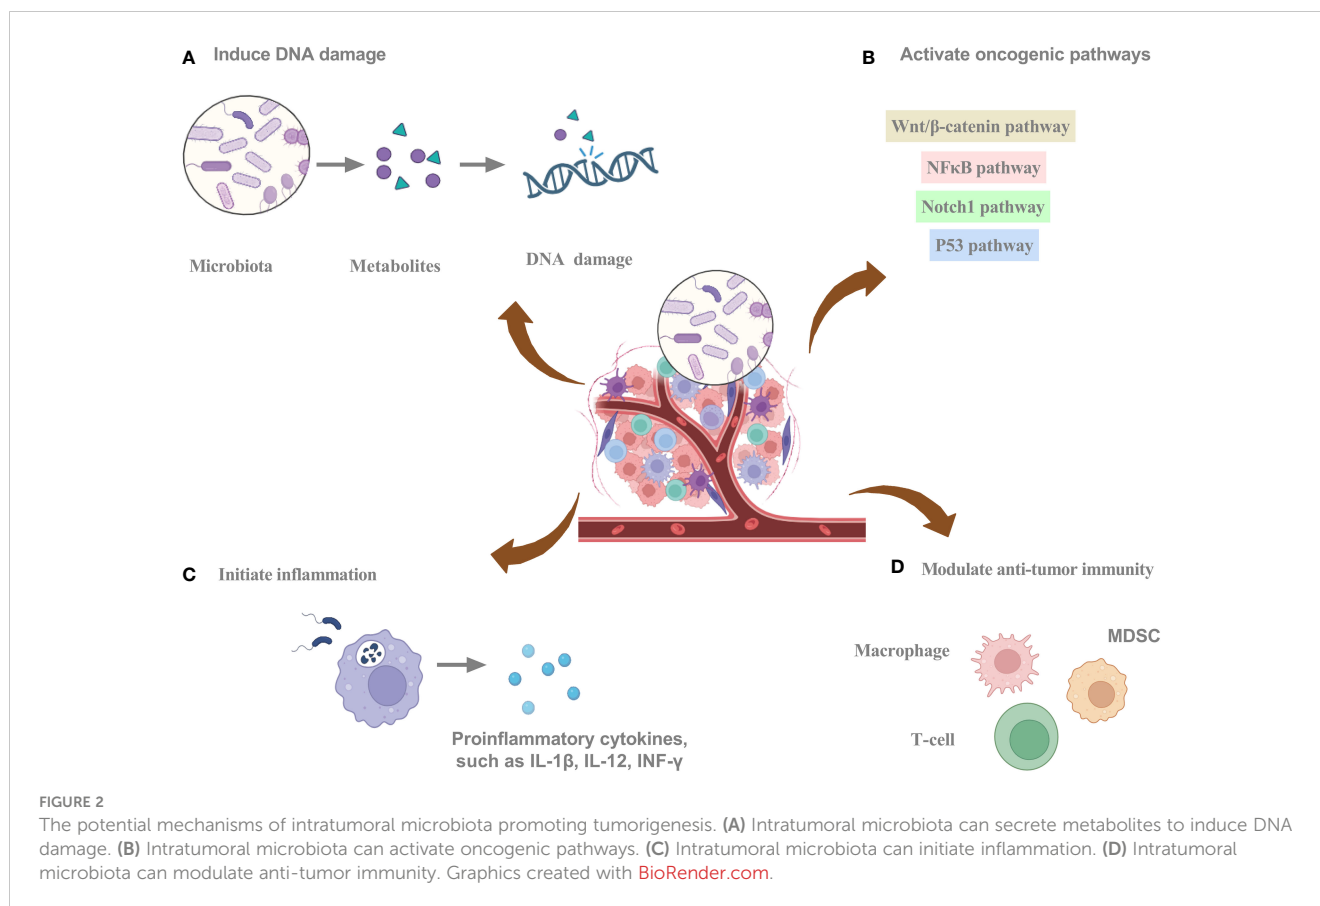 A Induce DNA damage
Microbiota
Metabolites
DNA damage
B Activate oncogenic pathways
Wnt/β-catenin pathway
NFκB pathway
Notch1 pathway
P53 pathway
C Initiate inflammation
Proinflammatory cytokines,
such as IL-1β, IL-12, INF-γ
D Modulate anti-tumor immunity
Macrophage
MDSC
T-cell
FIGURE 2
The potential mechanisms of intratumoral microbiota promoting tumorigenesis. (A) Intratumoral microbiota can secrete metabolites to induce DNA
damage. (B) Intratumoral microbiota can activate oncogenic pathways. (C) Intratumoral microbiota can initiate inflammation. (D) Intratumoral
microbiota can modulate anti-tumor immunity. Graphics created with BioRender.com.